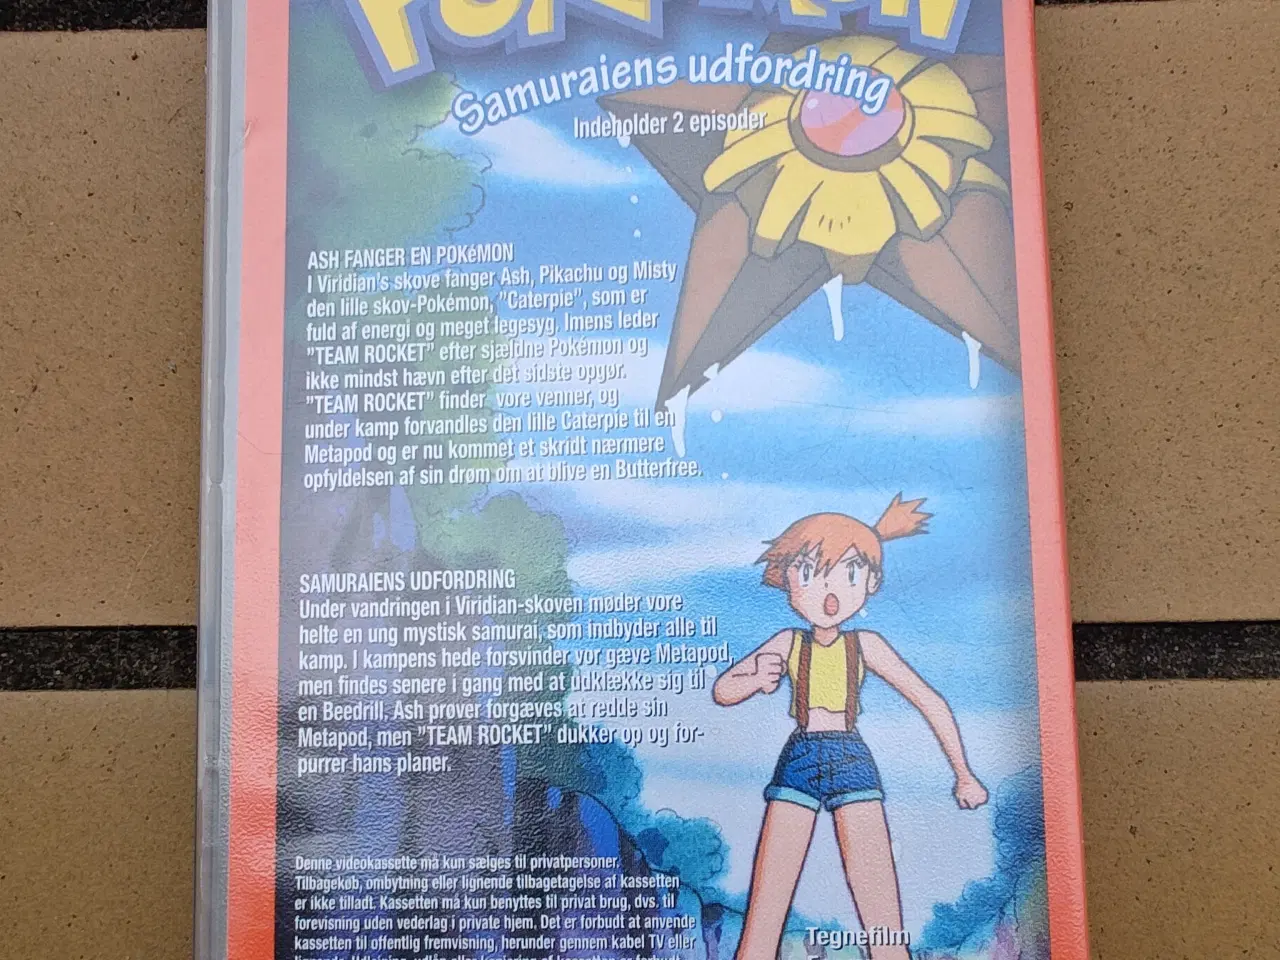 POKÉMON
Samuraiens udfordring
Indeholder 2 episoder
ASH FANGER EN POKéMON
I Viridian's skove fanger Ash, Pikachu og Misty
den lille skov-Pokémon, "Caterpie", som er
fuld af energi og meget legesyg. Imens leder
"TEAM ROCKET" efter sjældne Pokémon og
ikke mindst hævn efter det sidste opgør.
"TEAM ROCKET" finder vore venner, og
under kamp forvandles den lille Caterpie til en
Metapod og er nu kommet et skridt nærmere
opfyldelsen af sin drøm om at blive en Butterfree.
SAMURAIENS UDFORDRING
Under vandringen i Viridian-skoven møder vore
helte en ung mystisk samurai, som indbyder alle til
kamp. I kampens hede forsvinder vor gæve Metapod,
men findes senere i gang med at udklække sig til
en Beedrill. Ash prøver forgæves at redde sin
Metapod, men "TEAM ROCKET" dukker op og for-
purrer hans planer.
Denne videokassette må kun sælges til privatpersoner.
Tilbagekøb, ombytning eller lignende tilbagetagelse af kassetten
er ikke tilladt. Kassetten må kun benyttes til privat brug, dvs. til
forevisning uden vederlag i private hjem. Det er forbudt at anvende
kassetten til offentlig fremvisning, herunder gennem kabel TV eller
Tegnefilm